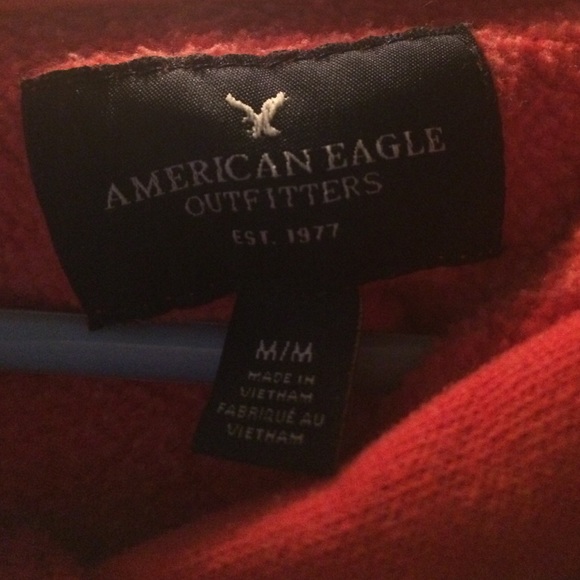 AMERICAN EAGLE
OUTFITTERS
EST. 1977
M/M
MADE IN
VIETNAM
FABRIQUÉ AU
VIETNAM